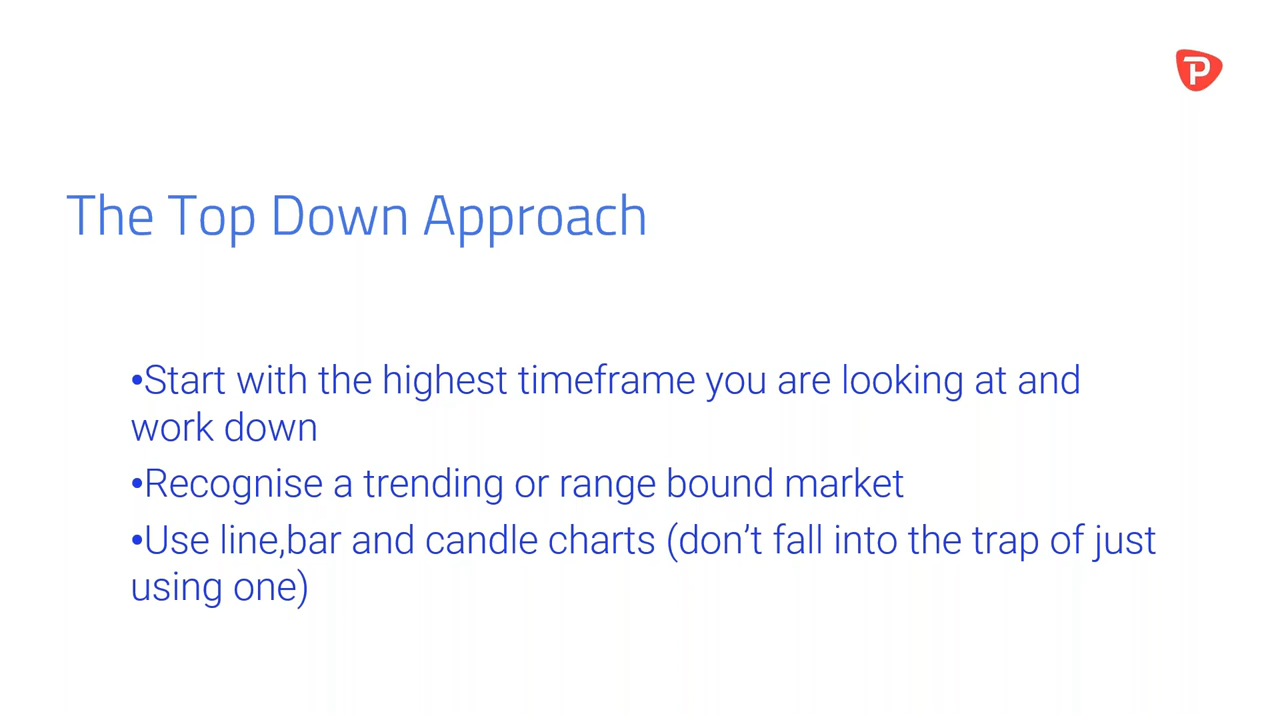 P
The Top Down Approach
•Start with the highest timeframe you are looking at and
work down
•Recognise a trending or range bound market
•Use line,bar and candle charts (don’t fall into the trap of just
using one)